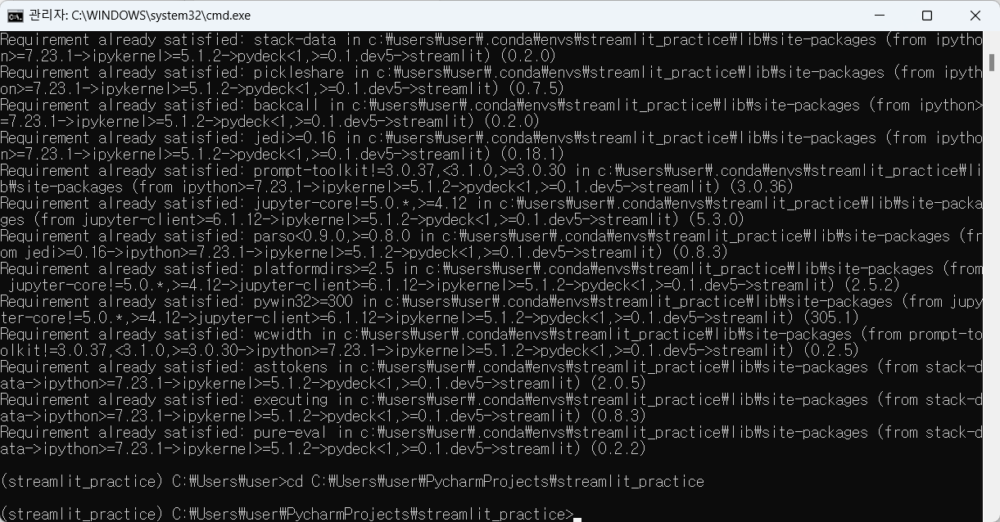 관리자: C:\WINDOWS\system32\cmd.exe
Requirement already satisfied: stack-data in c:₩users₩user₩.conda₩envs₩streamlit_practice₩lib₩site-packages (from ipytho
n>=7.23.1->ipykernel>=5.1.2->pydeck<1,>=0.1.dev5->streamlit) (0.2.0)
Requirement already satisfied: pickleshare in c:₩users₩user₩.conda₩envs₩streamlit_practice₩lib₩site-packages (from ipyth
on>=7.23.1->ipykernel>=5.1.2->pydeck<1,>=0.1.dev5->streamlit) (0.7.5)
Requirement already satisfied: backcall in c:₩users₩user₩.conda₩envs₩streamlit_practice₩lib₩site-packages (from ipython>
=7.23.1->ipykernel>=5.1.2->pydeck<1,>=0.1.dev5->streamlit) (0.2.0)
Requirement already satisfied: jedi>=0.16 in c:₩users₩user₩.conda₩envs₩streamlit_practice₩lib₩site-packages (from ipytho
n>=7.23.1->ipykernel>=5.1.2->pydeck<1,>=0.1.dev5->streamlit) (0.18.1)
Requirement already satisfied: prompt-toolkit!=3.0.37,<3.1.0,>=3.0.30 in c:₩users₩user₩.conda₩envs₩streamlit_practice₩li
b₩site-packages (from ipython>=7.23.1->ipykernel>=5.1.2->pydeck<1,>=0.1.dev5->streamlit) (3.0.36)
Requirement already satisfied: jupyter-core!=5.0.*,>=4.12 in c:₩users₩user₩.conda₩envs₩streamlit_practice₩lib₩site-packa
ges (from jupyter-client>=6.1.12->ipykernel>=5.1.2->pydeck<1,>=0.1.dev5->streamlit) (5.3.0)
Requirement already satisfied: parso<0.9.0,>=0.8.0 in c:₩users₩user₩.conda₩envs₩streamlit_practice₩lib₩site-packages (fr
om jedi>=0.16->ipython>=7.23.1->ipykernel>=5.1.2->pydeck<1,>=0.1.dev5->streamlit) (0.8.3)
Requirement already satisfied: platformdirs>=2.5 in c:₩users₩user₩.conda₩envs₩streamlit_practice₩lib₩site-packages (from
 jupyter-core!=5.0.*,>=4.12->jupyter-client>=6.1.12->ipykernel>=5.1.2->pydeck<1,>=0.1.dev5->streamlit) (2.5.2)
Requirement already satisfied: pywin32>=300 in c:₩users₩user₩.conda₩envs₩streamlit_practice₩lib₩site-packages (from jupy
ter-core!=5.0.*,>=4.12->jupyter-client>=6.1.12->ipykernel>=5.1.2->pydeck<1,>=0.1.dev5->streamlit) (305.1)
Requirement already satisfied: wcwidth in c:₩users₩user₩.conda₩envs₩streamlit_practice₩lib₩site-packages (from prompt-to
olkit!=3.0.37,<3.1.0,>=3.0.30->ipython>=7.23.1->ipykernel>=5.1.2->pydeck<1,>=0.1.dev5->streamlit) (0.2.5)
Requirement already satisfied: asttokens in c:₩users₩user₩.conda₩envs₩streamlit_practice₩lib₩site-packages (from stack-d
ata->ipython>=7.23.1->ipykernel>=5.1.2->pydeck<1,>=0.1.dev5->streamlit) (2.0.5)
Requirement already satisfied: executing in c:₩users₩user₩.conda₩envs₩streamlit_practice₩lib₩site-packages (from stack-d
ata->ipython>=7.23.1->ipykernel>=5.1.2->pydeck<1,>=0.1.dev5->streamlit) (0.8.3)
Requirement already satisfied: pure-eval in c:₩users₩user₩.conda₩envs₩streamlit_practice₩lib₩site-packages (from stack-d
ata->ipython>=7.23.1->ipykernel>=5.1.2->pydeck<1,>=0.1.dev5->streamlit) (0.2.2)
(streamlit_practice) C:₩Users₩user>cd C:₩Users₩user₩PycharmProjects₩streamlit_practice
(streamlit_practice) C:₩Users₩user₩PycharmProjects₩streamlit_practice>